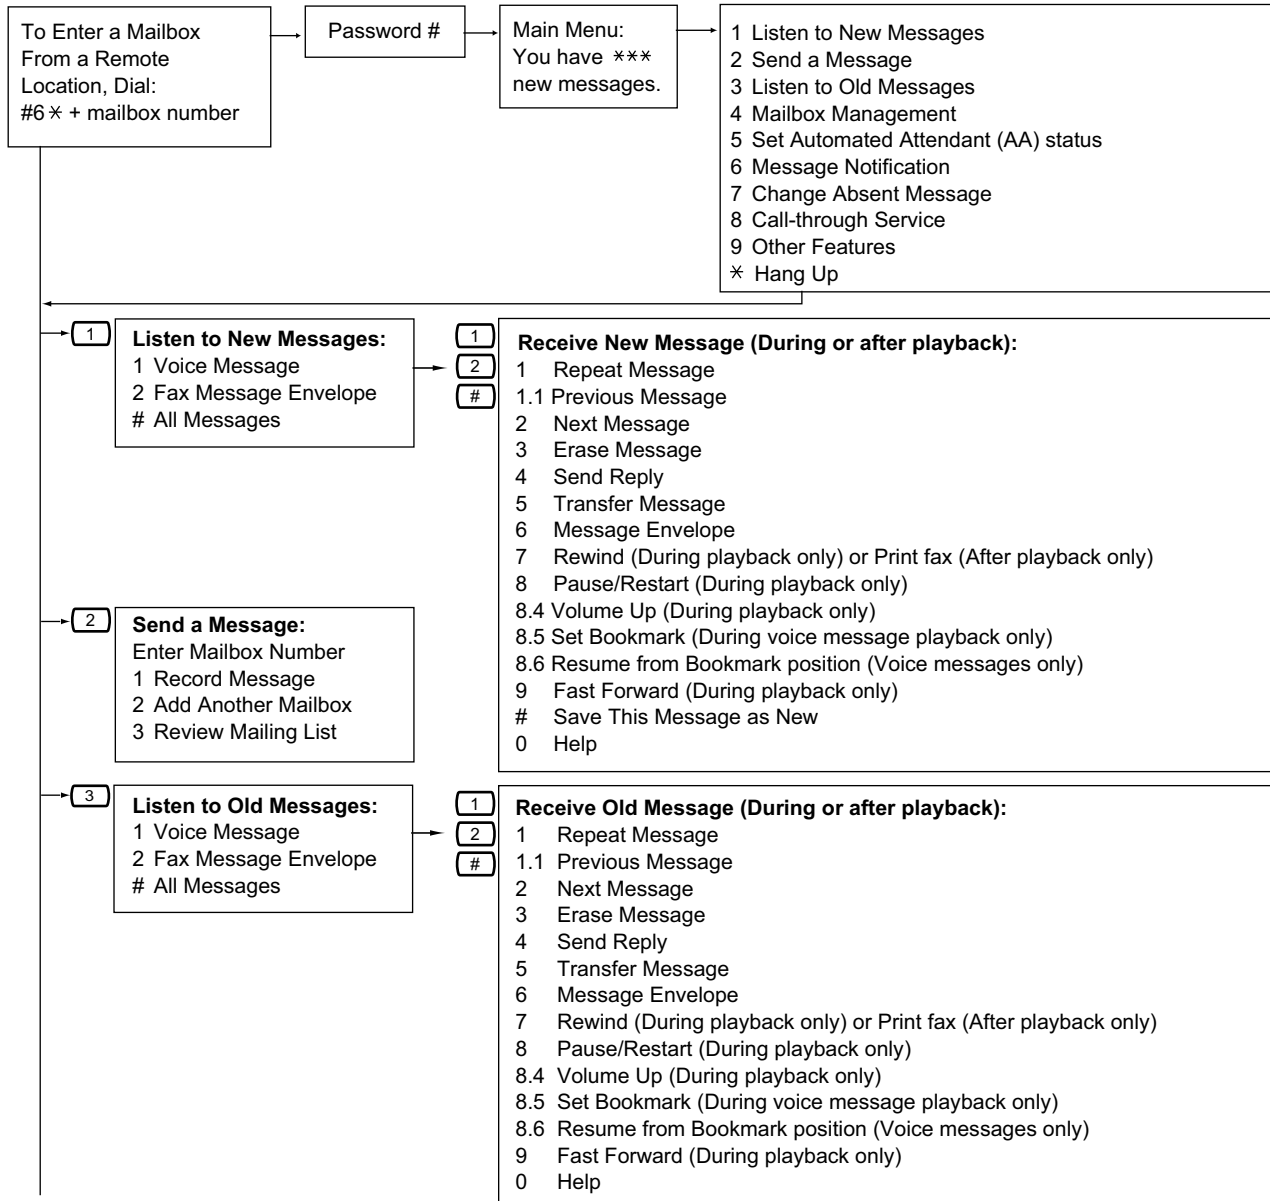 To Enter a Mailbox
From a Remote
Location, Dial:
#6✳ + mailbox number
Password #
Main Menu:
You have ✳✳✳
new messages.
1 Listen to New Messages
2 Send a Message
3 Listen to Old Messages
4 Mailbox Management
5 Set Automated Attendant (AA) status
6 Message Notification
7 Change Absent Message
8 Call-through Service
9 Other Features
✳ Hang Up
1
Listen to New Messages:
1 Voice Message
2 Fax Message Envelope
# All Messages
1
2
#
Receive New Message (During or after playback):
1 Repeat Message
1.1 Previous Message
2 Next Message
3 Erase Message
4 Send Reply
5 Transfer Message
6 Message Envelope
7 Rewind (During playback only) or Print fax (After playback only)
8 Pause/Restart (During playback only)
8.4 Volume Up (During playback only)
8.5 Set Bookmark (During voice message playback only)
8.6 Resume from Bookmark position (Voice messages only)
9 Fast Forward (During playback only)
# Save This Message as New
0 Help
2
Send a Message:
Enter Mailbox Number
1 Record Message
2 Add Another Mailbox
3 Review Mailing List
3
Listen to Old Messages:
1 Voice Message
2 Fax Message Envelope
# All Messages
1
2
#
Receive Old Message (During or after playback):
1 Repeat Message
1.1 Previous Message
2 Next Message
3 Erase Message
4 Send Reply
5 Transfer Message
6 Message Envelope
7 Rewind (During playback only) or Print fax (After playback only)
8 Pause/Restart (During playback only)
8.4 Volume Up (During playback only)
8.5 Set Bookmark (During voice message playback only)
8.6 Resume from Bookmark position (Voice messages only)
9 Fast Forward (During playback only)
0 Help